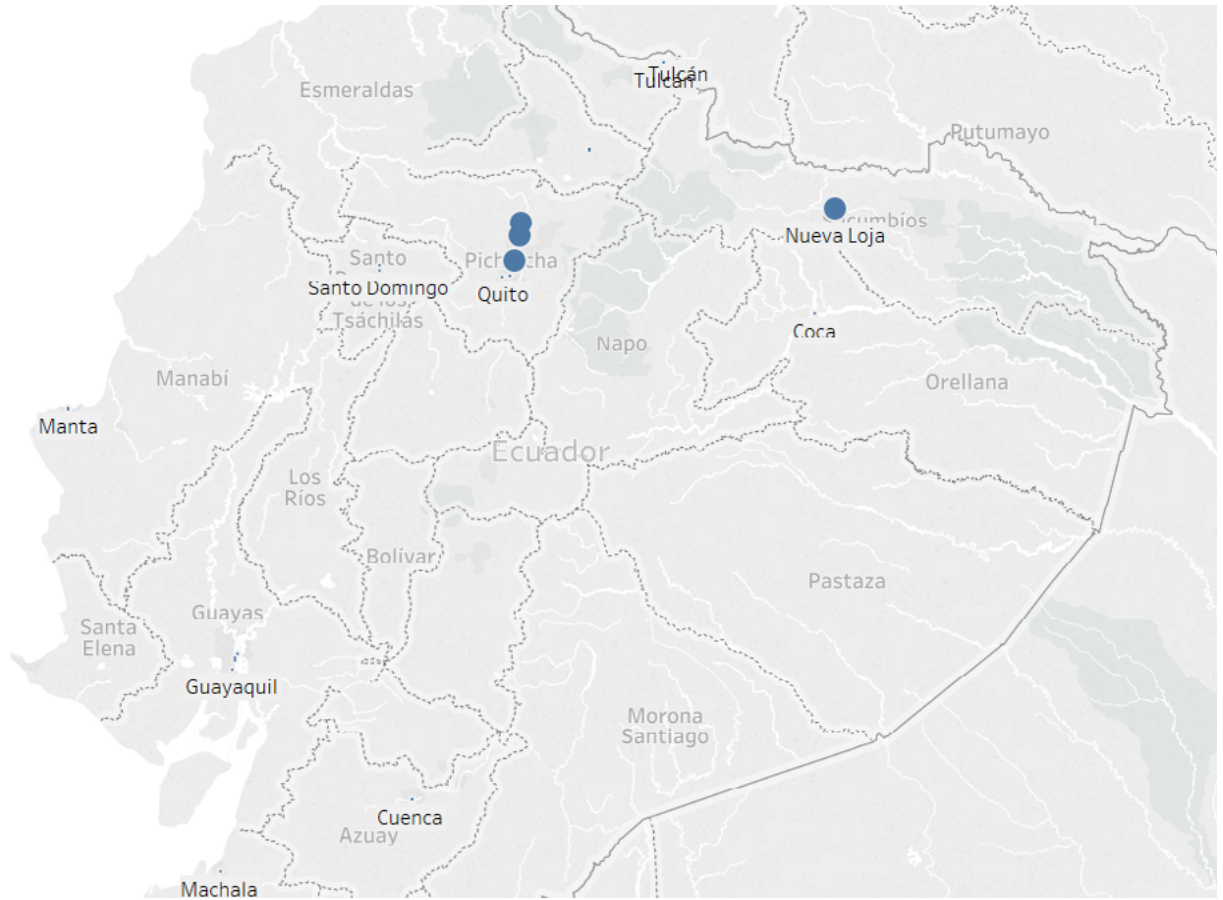 Tulcán
Tulcán
Esmeraldas
Putumayo
Sucumbíos
Nueva Loja
Santo
Pichincha
Santo Domingo
de los
Tsáchilas
Quito
Coca
Napo
Manabí
Orellana
Manta
Ecuador
Los
Ríos
Bolívar
Pastaza
Guayas
Santa
Elena
Guayaquil
Morona
Santiago
Cuenca
Azuay
Machala